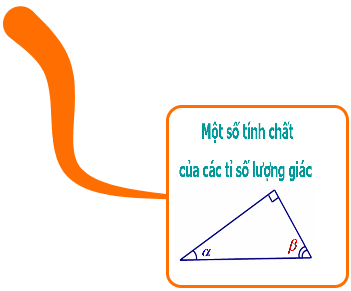 Một số tính chất
của các tỉ số lượng giác
α
β